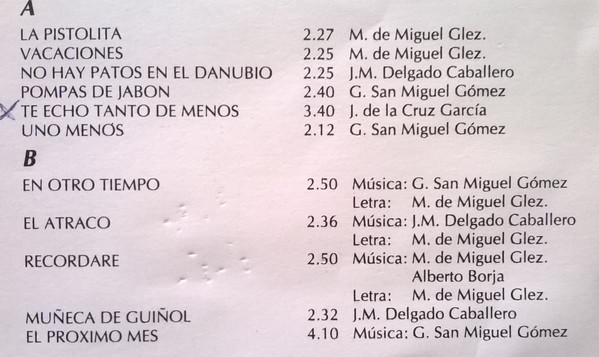 A
LA PISTOLITA 2.27 M. de Miguel Glez.
VACACIONES 2.25 M. de Miguel Glez.
NO HAY PATOS EN EL DANUBIO 2.25 J.M. Delgado Caballero
POMPAS DE JABON 2.40 G. San Miguel Gómez
TE ECHO TANTO DE MENOS 3.40 J. de la Cruz García
UNO MENOS 2.12 G. San Miguel Gómez
B
EN OTRO TIEMPO 2.50 Música: G. San Miguel Gómez
Letra: M. de Miguel Glez.
EL ATRACO 2.36 Música: J.M. Delgado Caballero
Letra: M. de Miguel Glez.
RECORDARE 2.50 Música: M. de Miguel Glez.
Alberto Borja
Letra: M. de Miguel Glez.
MUÑECA DE GUIÑOL 2.32 J.M. Delgado Caballero
EL PROXIMO MES 4.10 Música: G. San Miguel Gómez